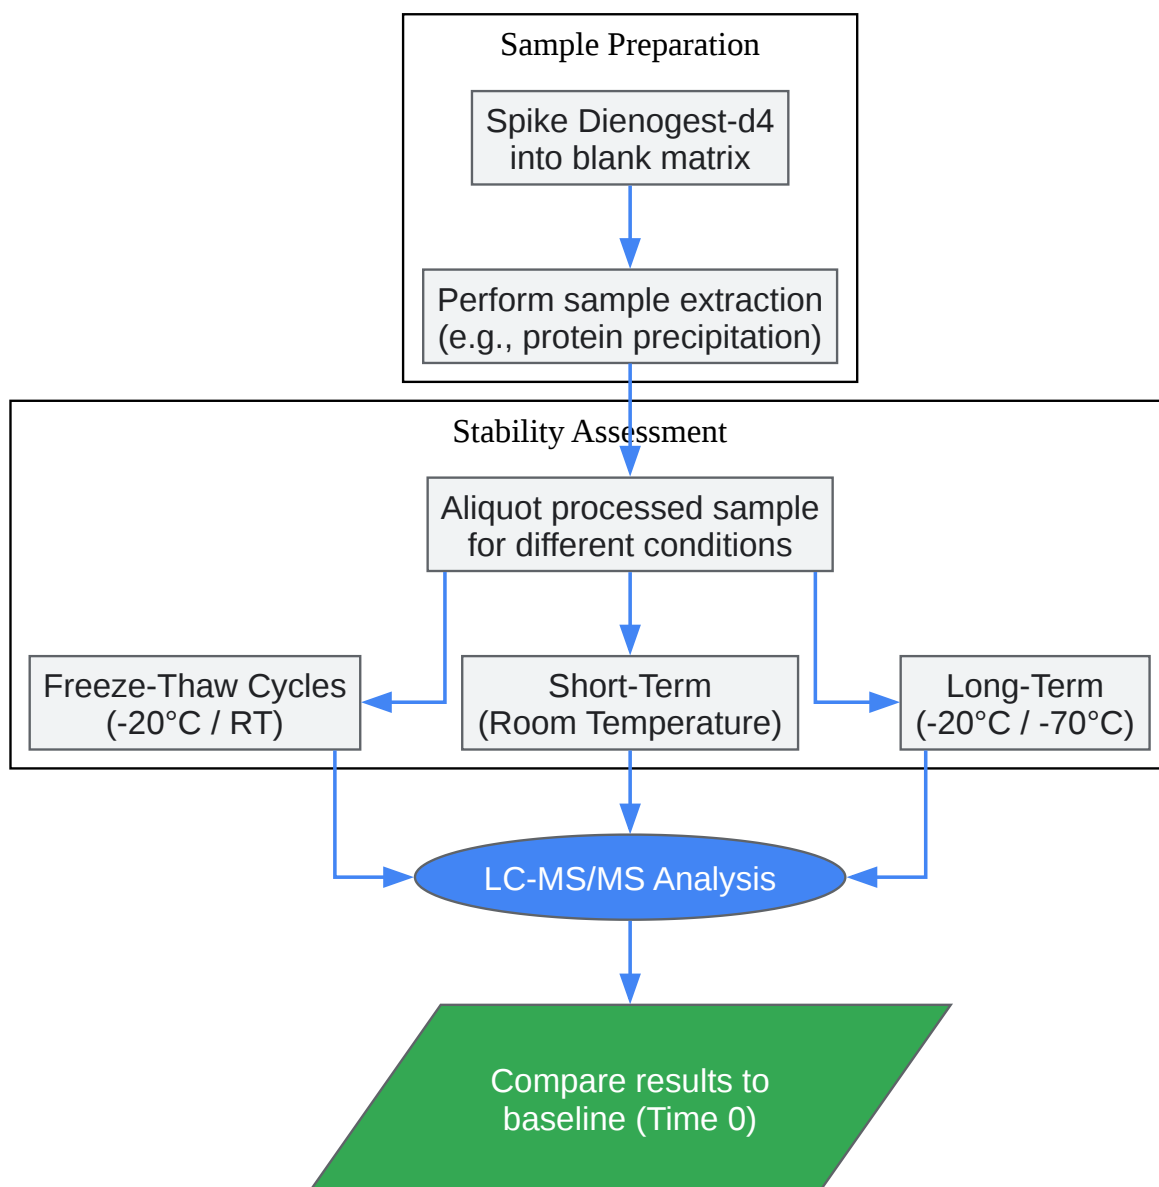 Sample Preparation
Spike Dienogest-d4
into blank matrix
Perform sample extraction
(e.g., protein precipitation)
Stability Assessment
Aliquot processed sample
for different conditions
Freeze-Thaw Cycles
(-20°C / RT)
Short-Term
(Room Temperature)
Long-Term
(-20°C / -70°C)
LC-MS/MS Analysis
Compare results to
baseline (Time 0)